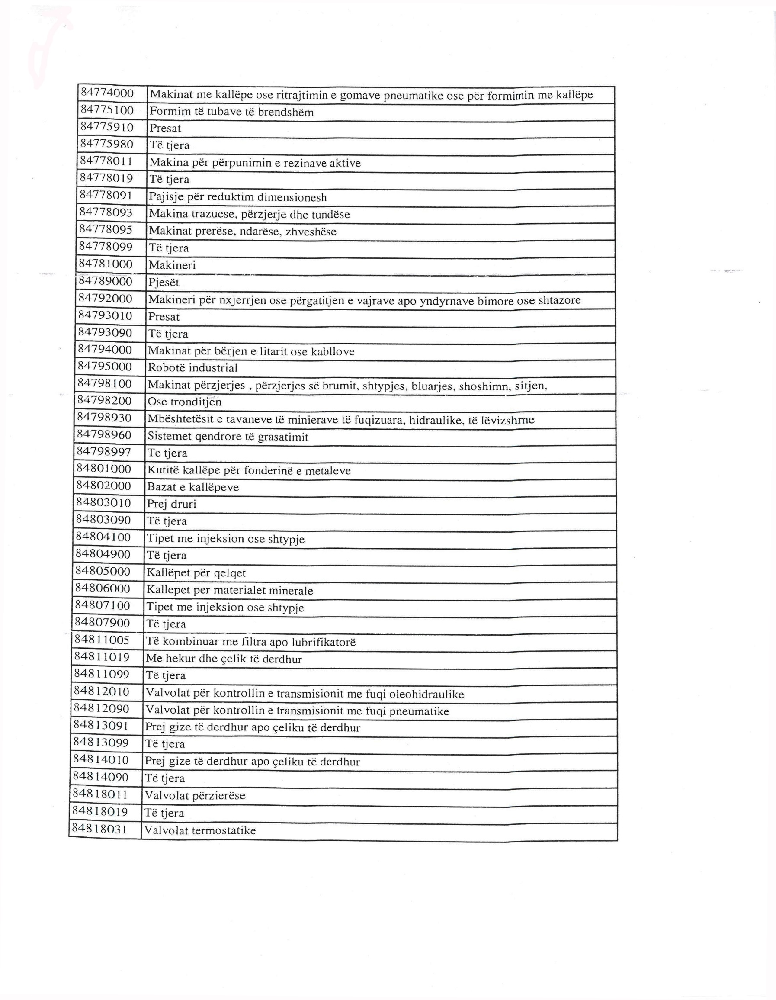 84774000 Makinat me kallëpe ose ritrajtimin e gomave pneumatike ose për formimin me kallëpe
84775100 Formim të tubave të brendshëm
84775910 Presat
84775980 Të tjera
84778011 Makina për përpunimin e rezinave aktive
84778019 Të tjera
84778091 Pajisje për reduktim dimensionesh
84778093 Makina trazuese, përzjerje dhe tundëse
84778095 Makinat prerëse, ndarëse, zhveshëse
84778099 Të tjera
84781000 Makineri
84789000 Pjesët
84792000 Makineri për nxjerrjen ose përgatitjen e vajrave apo yndyrnave bimore ose shtazore
84793010 Presat
84793090 Të tjera
84794000 Makinat për bërjen e litarit ose kabllove
84795000 Robotë industrial
84798100 Makinat përzjerjes , përzjerjes së brumit, shtypjes, bluarjes, shoshimn, sitjen,
84798200 Ose tronditjen
84798930 Mbështetësit e tavaneve të minierave të fuqizuara, hidraulike, të lëvizshme
84798960 Sistemet qendrore të grasatimit
84798997 Te tjera
84801000 Kutitë kallëpe për fonderinë e metaleve
84802000 Bazat e kallëpeve
84803010 Prej druri
84803090 Të tjera
84804100 Tipet me injeksion ose shtypje
84804900 Të tjera
84805000 Kallëpet për qelqet
84806000 Kallepet per materialet minerale
84807100 Tipet me injeksion ose shtypje
84807900 Të tjera
84811005 Të kombinuar me filtra apo lubrifikatorë
84811019 Me hekur dhe çelik të derdhur
84811099 Të tjera
84812010 Valvolat për kontrollin e transmisionit me fuqi oleohidraulike
84812090 Valvolat për kontrollin e transmisionit me fuqi pneumatike
84813091 Prej gize të derdhur apo çeliku të derdhur
84813099 Të tjera
84814010 Prej gize të derdhur apo çeliku të derdhur
84814090 Të tjera
84818011 Valvolat përzierëse
84818019 Të tjera
84818031 Valvolat termostatike